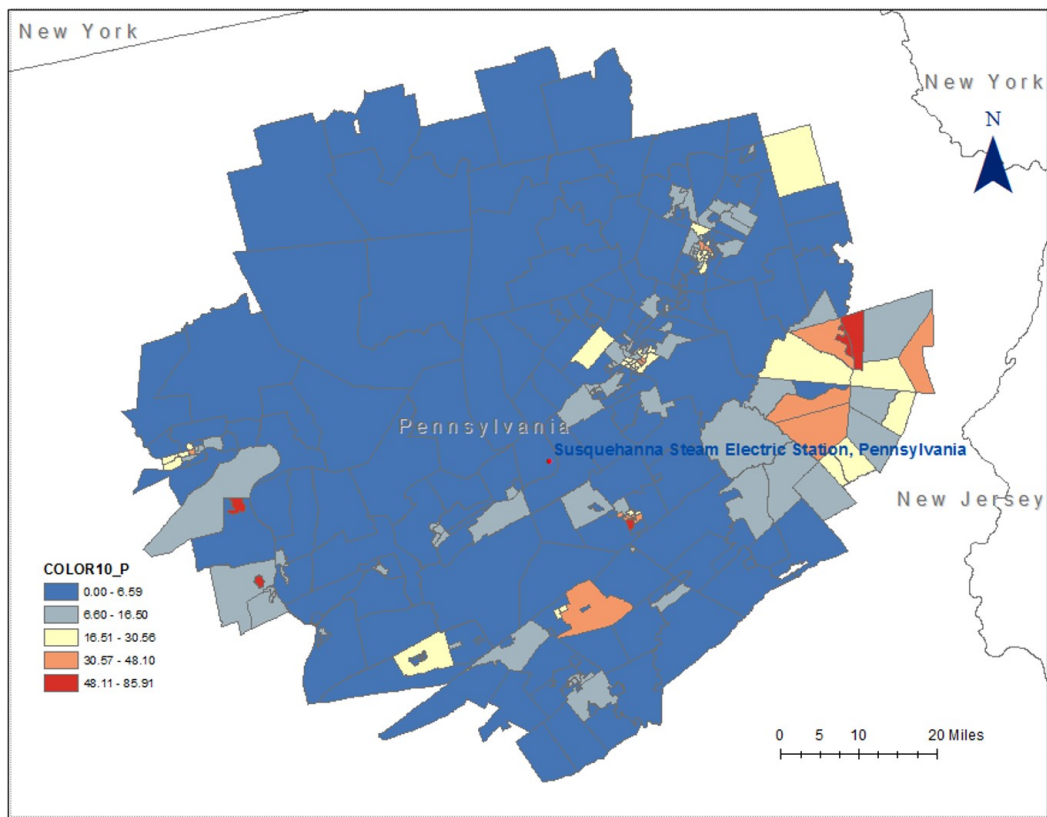 New York
New York
N
Pennsylvania
Susquehanna Steam Electric Station, Pennsylvania
New Jersey
COLOR10_P
0.00 - 6.59
6.60 - 16.50
16.51 - 30.56
30.57 - 48.10
48.11 - 85.91
0 5 10 20 Miles